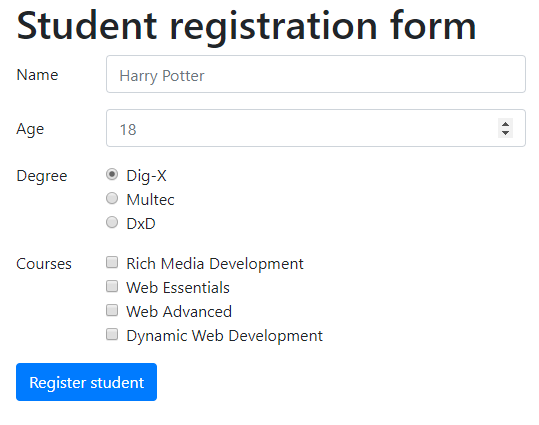 Student registration form
Name Harry Potter
Age 18
Degree Dig-X
Multec
DxD
Courses Rich Media Development
Web Essentials
Web Advanced
Dynamic Web Development
Register student